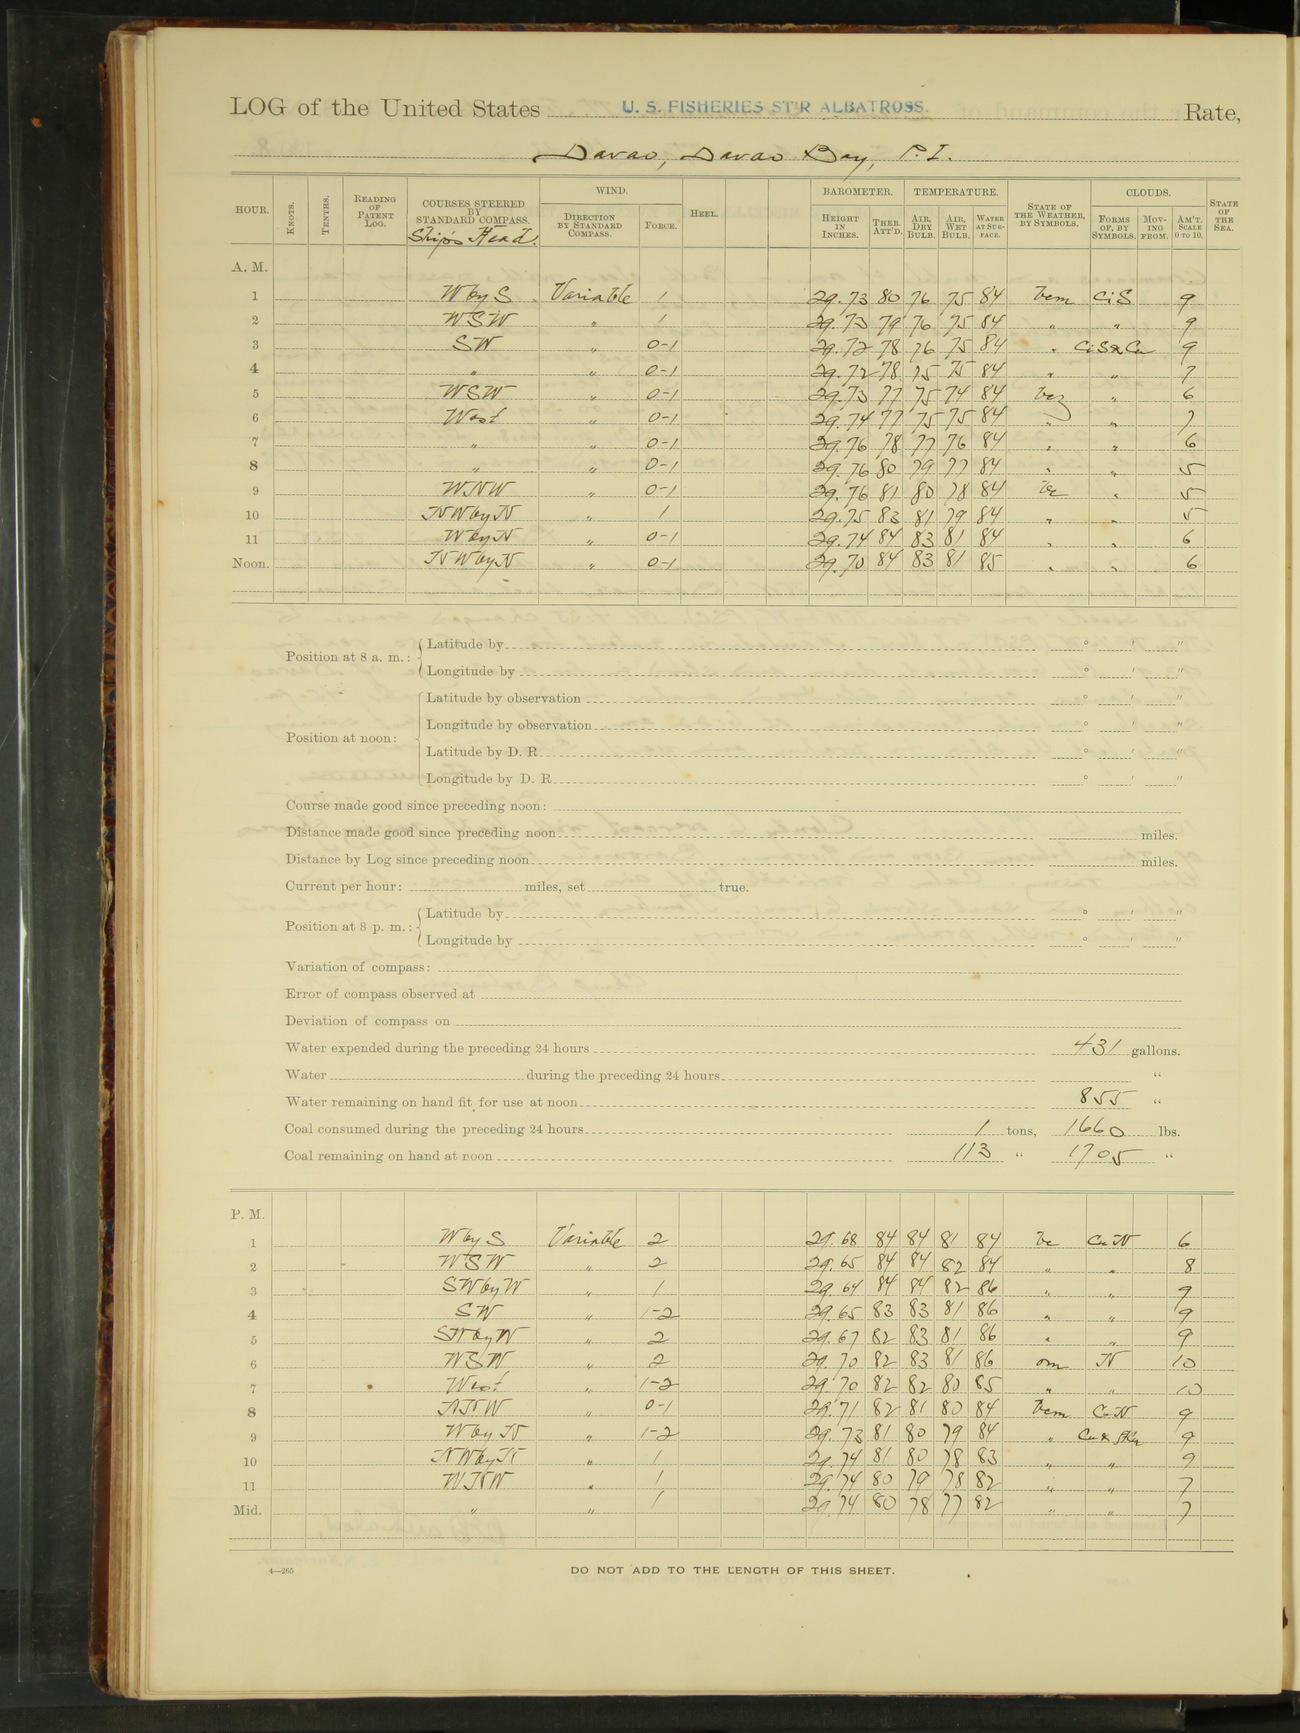 LOG of the United States U. S. FISHERIES ST'R ALBATROSS. Rate,
Davao, Davao Bay, P. I.
HOUR. KNOTS. TENTHS. READING OF PATENT LOG. COURSES STEERED BY STANDARD COMPASS. Ship's Head. WIND. DIRECTION BY STANDARD COMPASS. FORCE. HEEL. BAROMETER. HEIGHT IN INCHES. THER. ATT'D. TEMPERATURE. AIR, DRY BULB. AIR, WET BULB. WATER AT SURFACE. STATE OF THE WEATHER, BY SYMBOLS. CLOUDS. FORMS OF, BY SYMBOLS. MOVING FROM. AM'T. SCALE 0 TO 10. STATE OF THE SEA.
A. M.
1 W by S Variable 1 29.73 80 76 75 84 bcm Ci S 9
2 WSW " 1 29.73 79 76 75 84 " " 9
3 SW " 0-1 29.72 78 76 75 84 " Ci S & Cu 9
4 " " 0-1 29.72 78 75 75 84 " " 7
5 WSW " 0-1 29.73 77 75 74 84 bcz " 6
6 West " 0-1 29.74 77 75 75 84 " " 7
7 " " 0-1 29.76 78 77 76 84 " " 6
8 " " 0-1 29.76 80 79 77 84 " " 5
9 WNW " 0-1 29.76 81 80 78 84 bc " 5
10 NW by N " 1 29.75 83 81 79 84 " " 5
11 W by N " 0-1 29.74 84 83 81 84 " " 6
Noon. NW by N " 0-1 29.70 84 83 81 85 " " 6
Position at 8 a. m.: Latitude by ° ' "
Longitude by ° ' "
Latitude by observation ° ' "
Longitude by observation ° ' "
Position at noon:
Latitude by D. R. ° ' "
Longitude by D. R. ° ' "
Course made good since preceding noon:
Distance made good since preceding noon miles.
Distance by Log since preceding noon miles.
Current per hour: miles, set true.
Position at 8 p. m.: Latitude by ° ' "
Longitude by ° ' "
Variation of compass:
Error of compass observed at
Deviation of compass on
Water expended during the preceding 24 hours 431 gallons.
Water during the preceding 24 hours "
Water remaining on hand fit for use at noon 855 "
Coal consumed during the preceding 24 hours 1 tons, 1660 lbs.
Coal remaining on hand at noon 113 " 1705 "
P. M.
1 W by S Variable 2 29.68 84 84 81 84 bc Cu N 6
2 WSW " 2 29.65 84 84 82 84 " " 8
3 SW by W " 1 29.64 84 84 82 86 " " 9
4 SW " 1-2 29.65 83 83 81 86 " " 9
5 SW by W " 2 29.67 82 83 81 86 " " 9
6 WSW " 2 29.70 82 83 81 86 om N 10
7 West " 1-2 29.70 82 82 80 85 " " 10
8 " 0-1 29.71 82 81 80 84 bcm Cu N 9
9 W by N " 1-2 29.73 81 80 79 84 " Cu & 9
10 NW by N " 1 29.74 81 80 78 83 " " 9
11 WNW " 1 29.74 80 79 78 82 " " 7
Mid. " " 1 29.74 80 78 77 82 " " 7
4—265
DO NOT ADD TO THE LENGTH OF THIS SHEET.